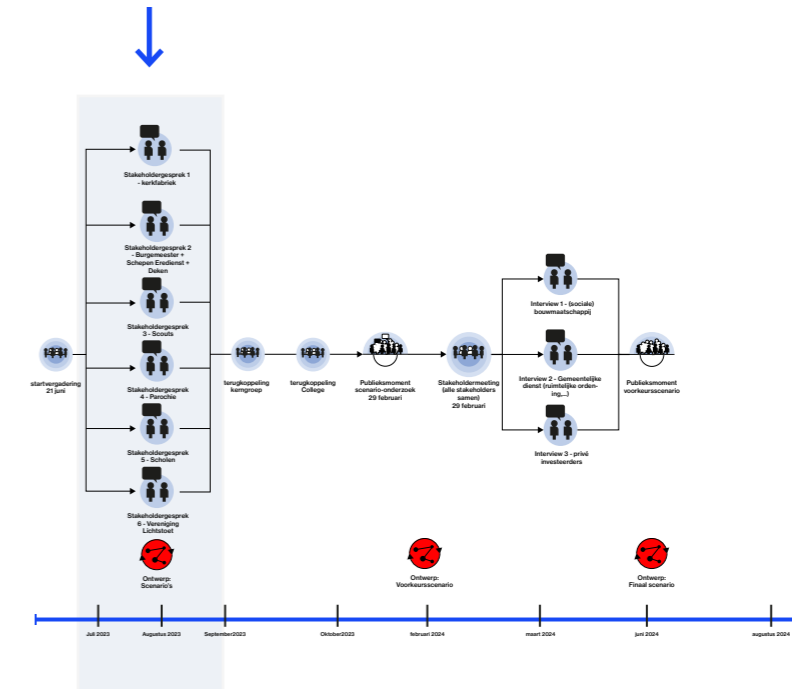 Stakeholdergesprek 1
- kerkfabriek
Stakeholdergesprek 2
- Burgemeester +
Schepen Eredienst +
Deken
Stakeholdergesprek
3 - Scouts
Stakeholdergesprek
4 - Parochie
Stakeholdergesprek
5 - Scholen
Stakeholdergesprek
6 - Vereniging
Lichtstoet
startvergadering
21 juni
terugkoppeling
kerngroep
terugkoppeling
College
Publieksmoment
scenario-onderzoek
29 februari
Stakeholdermeeting
(alle stakeholders
samen)
29 februari
Interview 1 - (sociale)
bouwmaatschappij
Interview 2 - Gemeentelijke
dienst (ruimtelijke orden-
ing,...)
Interview 3 - privé
investeerders
Publieksmoment
voorkeursscenario
Ontwerp:
Scenario's
Ontwerp:
Voorkeursscenario
Ontwerp:
Finaal scenario
Juli 2023
Augustus 2023
September2023
Oktober2023
februari 2024
maart 2024
juni 2024
augustus 2024